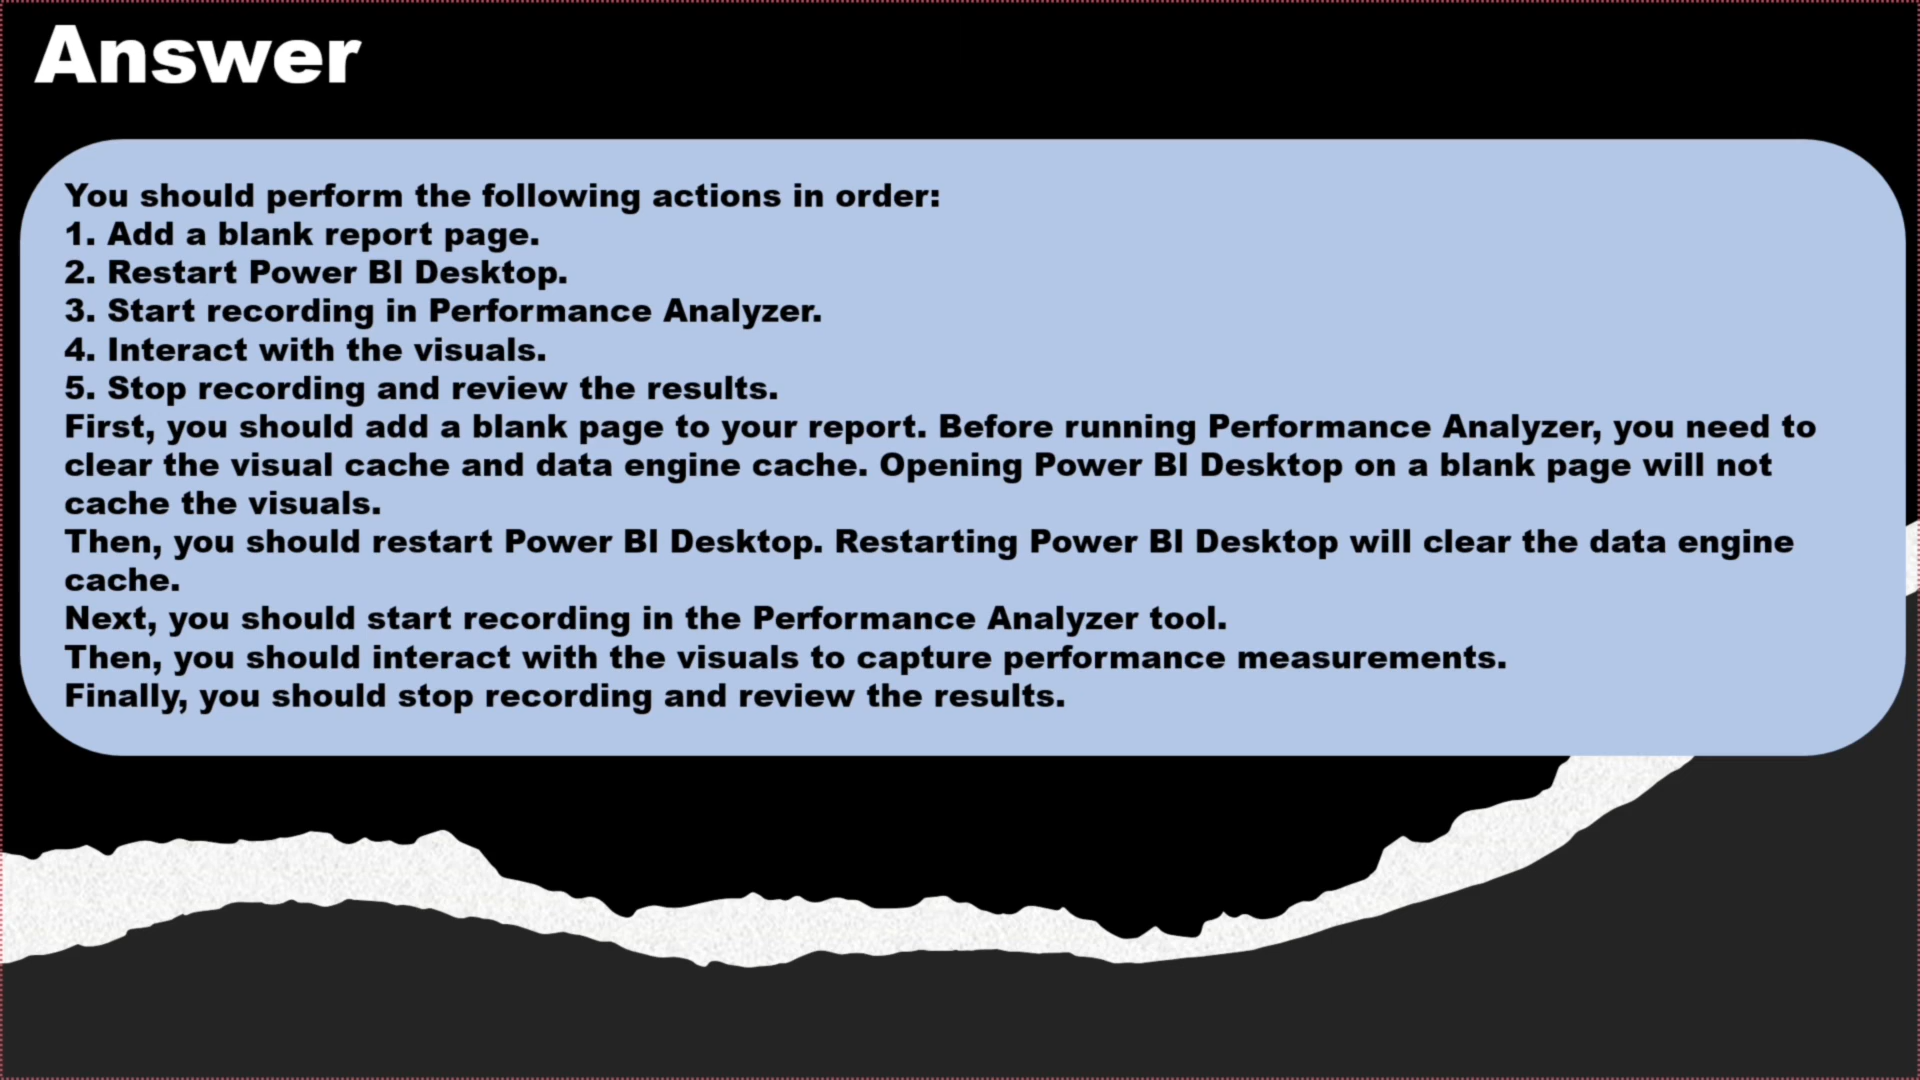 Answer
You should perform the following actions in order:
1. Add a blank report page.
2. Restart Power BI Desktop.
3. Start recording in Performance Analyzer.
4. Interact with the visuals.
5. Stop recording and review the results.
First, you should add a blank page to your report. Before running Performance Analyzer, you need to
clear the visual cache and data engine cache. Opening Power BI Desktop on a blank page will not
cache the visuals.
Then, you should restart Power BI Desktop. Restarting Power BI Desktop will clear the data engine
cache.
Next, you should start recording in the Performance Analyzer tool.
Then, you should interact with the visuals to capture performance measurements.
Finally, you should stop recording and review the results.